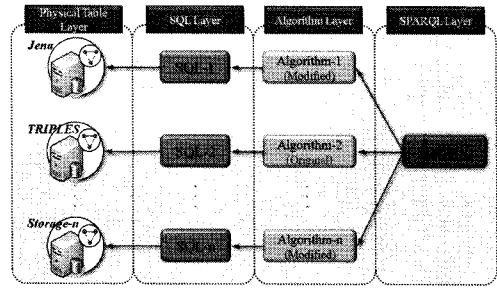 Physical Table Layer
SQL Layer
Algorithm Layer
SPARQL Layer
Jena
SQL-1
Algorithm-1
(Modified)
TRIPLES
SQL-2
Algorithm-2
(Original)
Storage-n
SQL-n
Algorithm-n
(Modified)